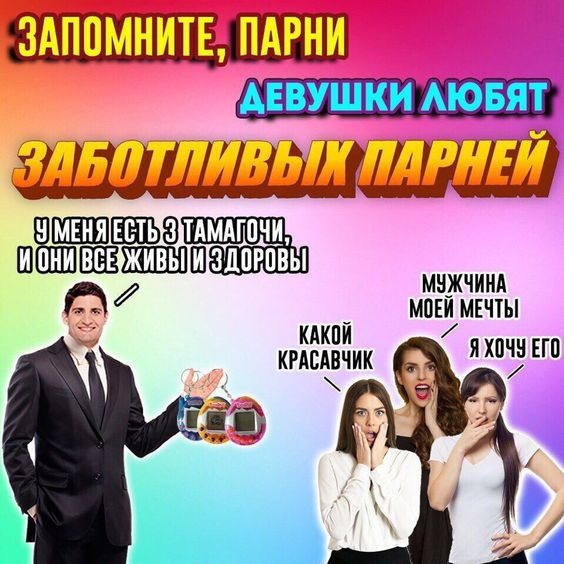 ЗАПОМНИТЕ, ПАРНИ
ДЕВУШКИ ЛЮБЯТ
ЗАБОТЛИВЫХ ПАРНЕЙ
У МЕНЯ ЕСТЬ 3 ТАМАГОЧИ,
И ОНИ ВСЕ ЖИВЫ И ЗДОРОВЫ
МУЖЧИНА
МОЕЙ МЕЧТЫ
КАКОЙ
КРАСАВЧИК
Я ХОЧУ ЕГО